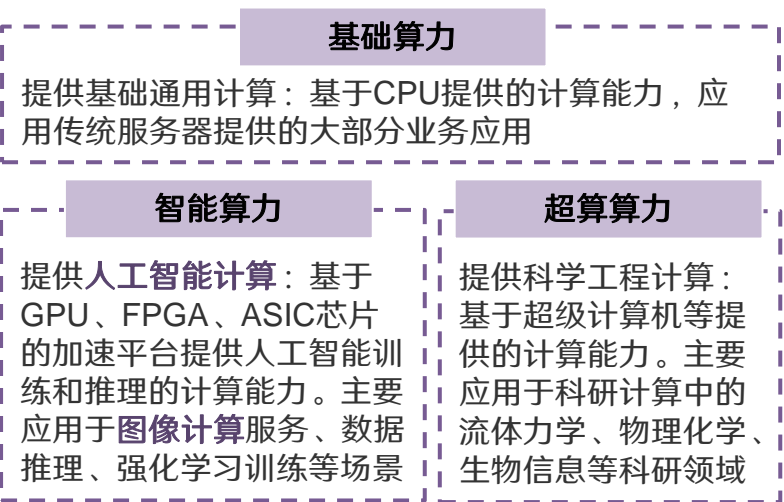 基础算力
提供基础通用计算：基于CPU提供的计算能力，应
用传统服务器提供的大部分业务应用
智能算力
提供人工智能计算：基于
GPU、FPGA、ASIC芯片
的加速平台提供人工智能训
练和推理的计算能力。主要
应用于图像计算服务、数据
推理、强化学习训练等场景
超算算力
提供科学工程计算：
基于超级计算机等提
供的计算能力。主要
应用于科研计算中的
流体力学、物理化学、
生物信息等科研领域